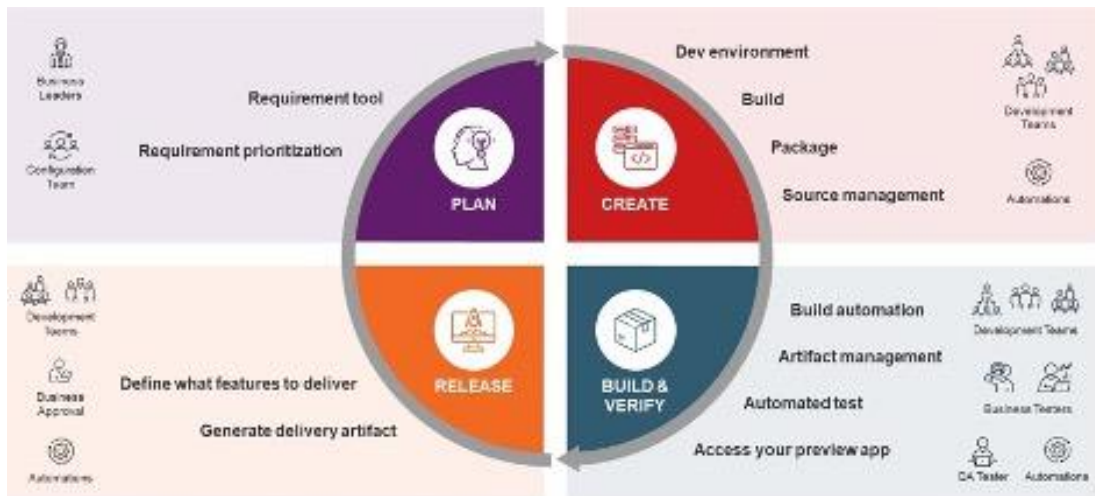 Business
Leaders
Configuration
Team
Requirement tool
Requirement prioritization
PLAN
Dev environment
Build
Package
Source management
CREATE
Development
Teams
Automations
Development
Teams
Business
Approval
Automations
Define what features to deliver
Generate delivery artifact
RELEASE
BUILD &
VERIFY
Build automation
Artifact management
Automated test
Access your preview app
Development Teams
Business Testers
QA Tester
Automations